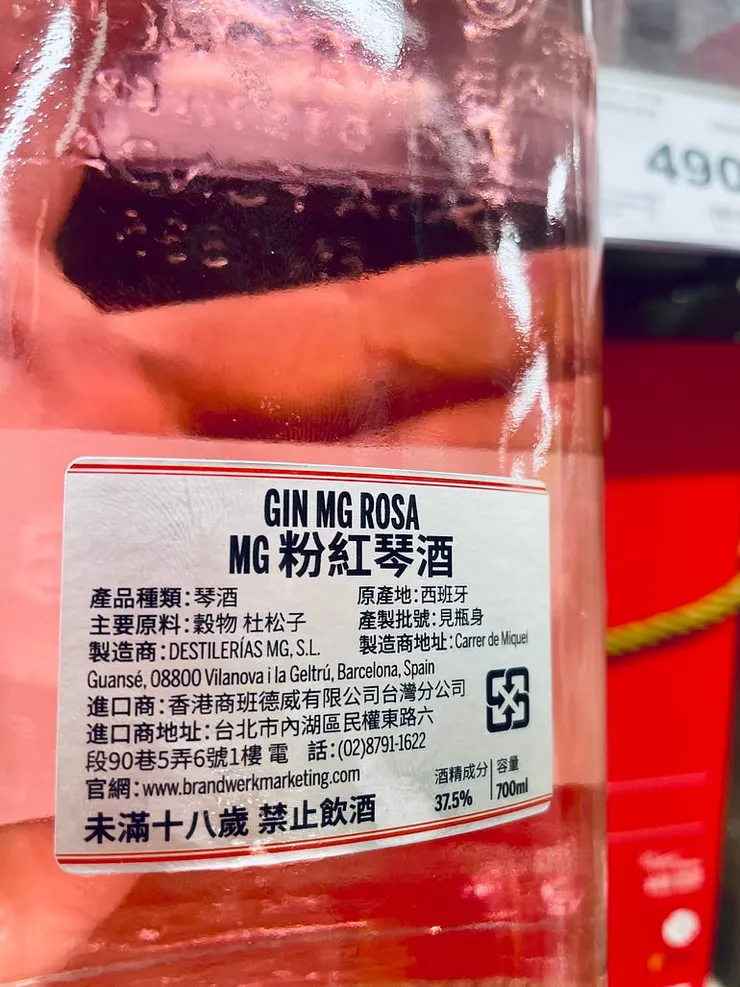 490
GIN MG ROSA
MG 粉紅琴酒
產品種類:琴酒 原產地:西班牙
主要原料:穀物 杜松子 產製批號:見瓶身
製造商:DESTILERÍAS MG, S.L. 製造商地址:Carrer de Miquel
Guansé, 08800 Vilanova i la Geltrú, Barcelona, Spain
進口商:香港商班德威有限公司台灣分公司
進口商地址:台北市內湖區民權東路六
段90巷5弄6號1樓 電 話:(02)8791-1622
官網:www.brandwerkmarketing.com
酒精成分 容量
37.5% 700ml
未滿十八歲 禁止飲酒